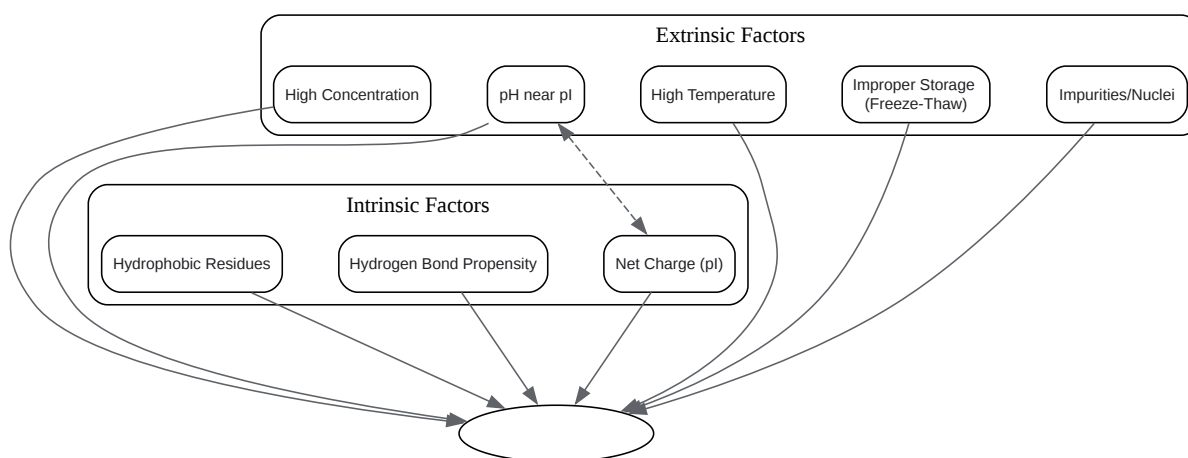 Extrinsic Factors
High Concentration
pH near pI
High Temperature
Improper Storage
(Freeze-Thaw)
Impurities/Nuclei
Intrinsic Factors
Hydrophobic Residues
Hydrogen Bond Propensity
Net Charge (pI)